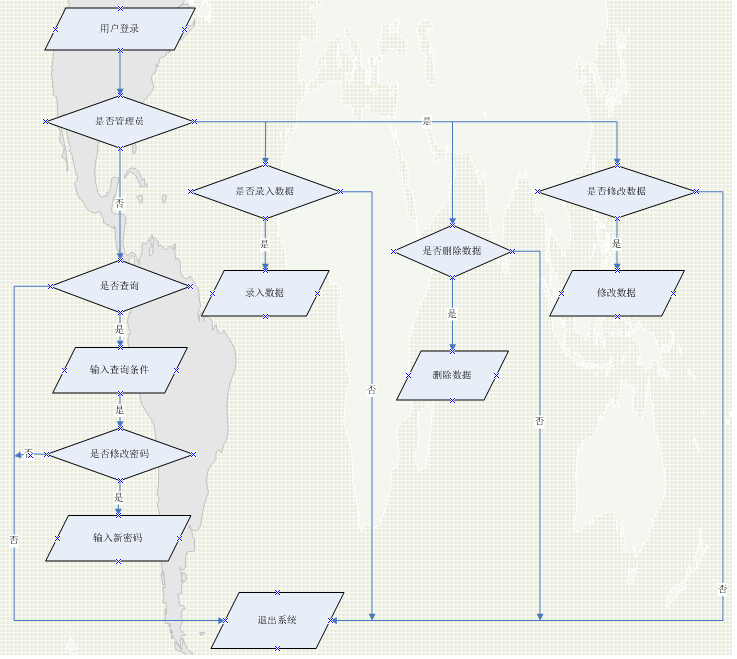 用户登录
是否管理员
是
是否录入数据
是否修改数据
否
是
是否删除数据
是
是否查询
录入数据
修改数据
是
是
输入查询条件
删除数据
是
否
否
是否修改密码
否
是
输入新密码
否
否
退出系统